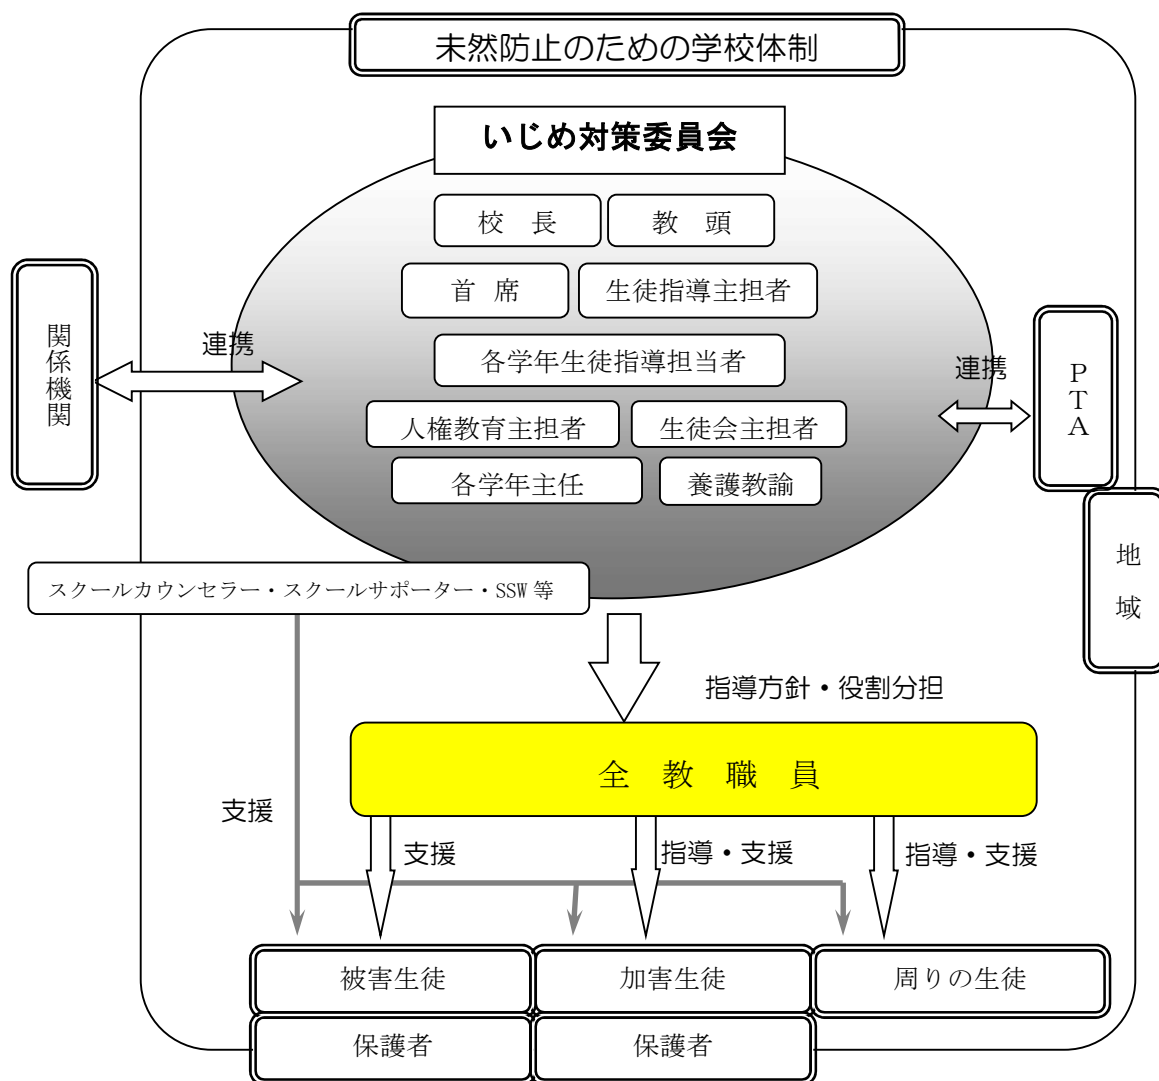 未然防止のための学校体制
いじめ対策委員会
校　長
教　頭
首　席
生徒指導主担者
関係機関
連携
各学年生徒指導担当者
連携
PTA
人権教育主担者
生徒会主担者
各学年主任
養護教諭
地域
スクールカウンセラー・スクールサポーター・SSW 等
指導方針・役割分担
全　教　職　員
支援
支援
指導・支援
指導・支援
被害生徒
加害生徒
周りの生徒
保護者
保護者